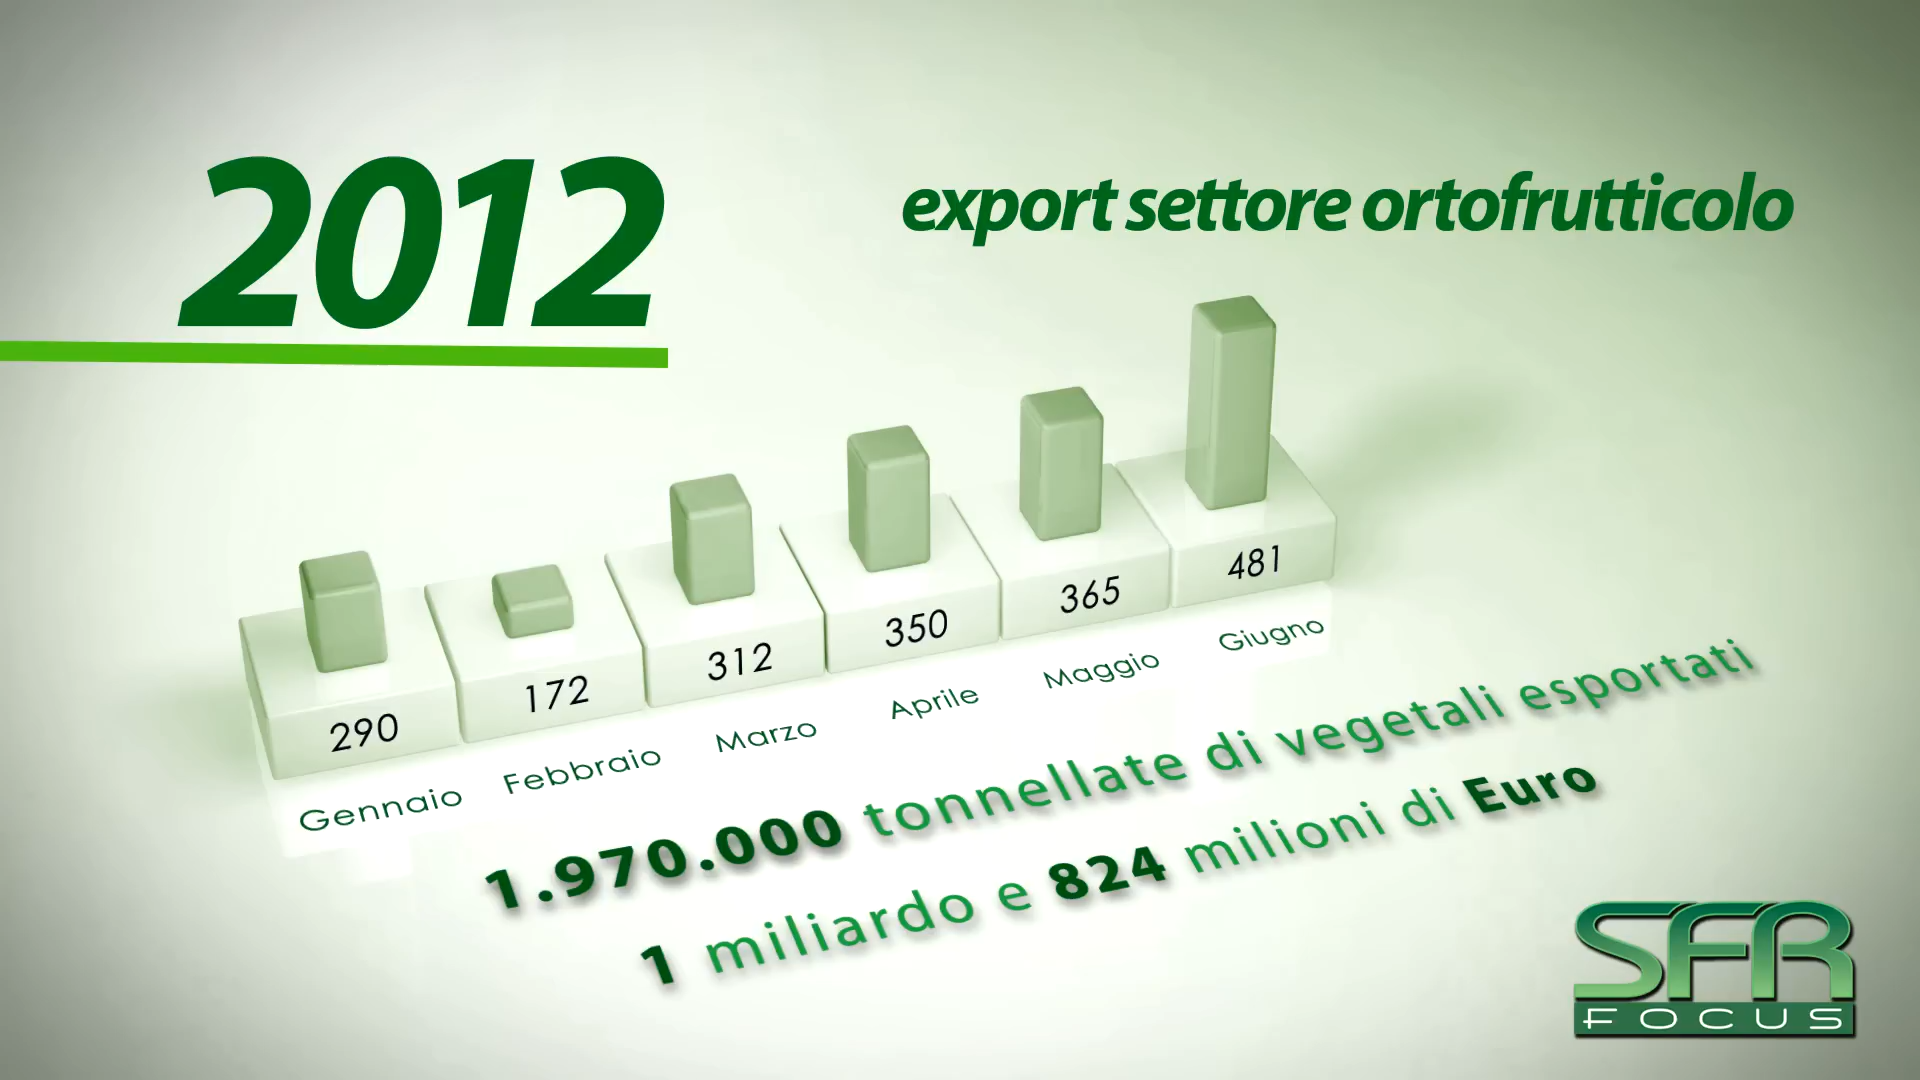 2012
export settore ortofrutticolo
290
172
312
350
365
481
Gennaio
Febbraio
Marzo
Aprile
Maggio
Giugno
1.970.000 tonnellate di vegetali esportati
1 miliardo e 824 milioni di Euro
SFR
FOCUS